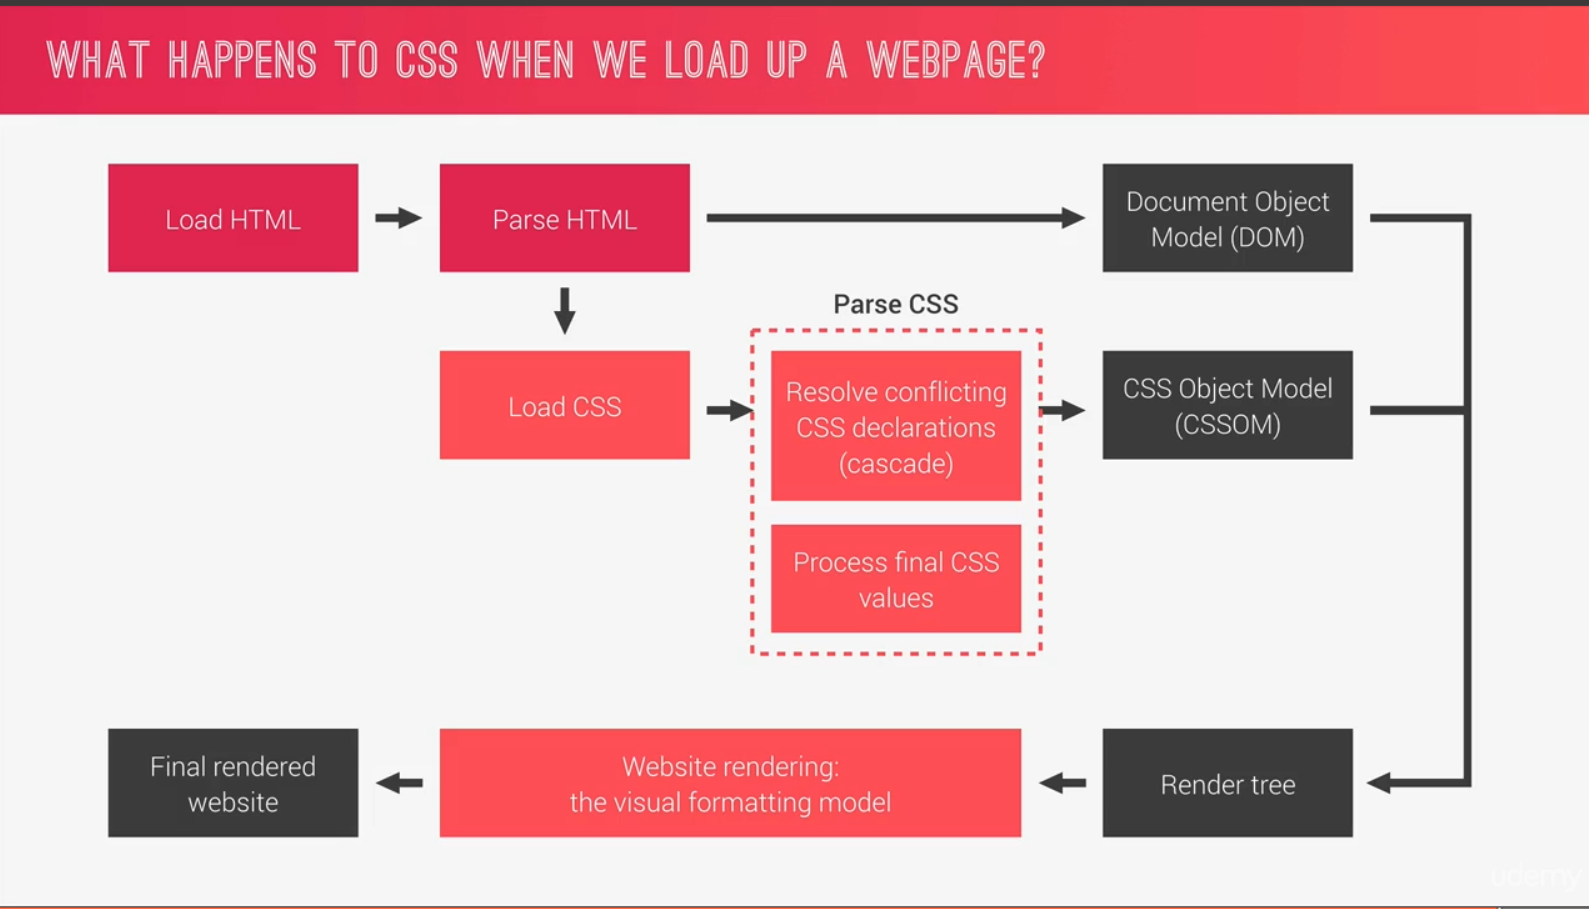 WHAT HAPPENS TO CSS WHEN WE LOAD UP A WEBPAGE?
Load HTML
Parse HTML
Document Object
Model (DOM)
Parse CSS
Load CSS
Resolve conflicting
CSS declarations
(cascade)
CSS Object Model
(CSSOM)
Process final CSS
values
Final rendered
website
Website rendering:
the visual formatting model
Render tree
udemy